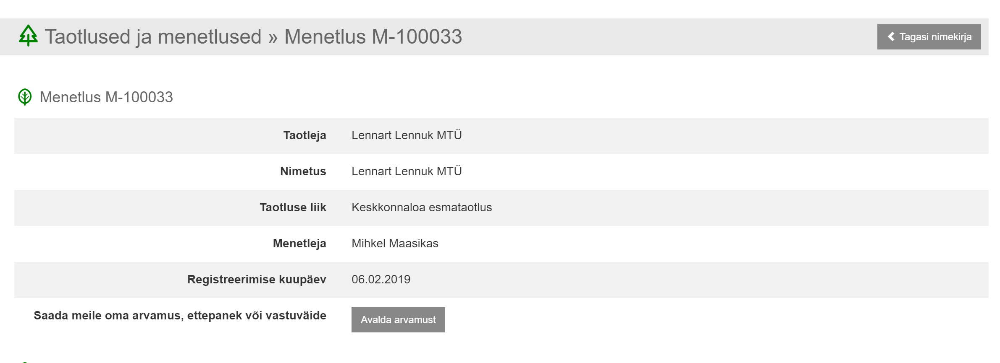 Taotlused ja menetlused » Menetlus M-100033
Tagasi nimekirja
Menetlus M-100033
Taotleja Lennart Lennuk MTÜ
Nimetus Lennart Lennuk MTÜ
Taotluse liik Keskkonnaloa esmataotlus
Menetleja Mihkel Maasikas
Registreerimise kuupäev 06.02.2019
Saada meile oma arvamus, ettepanek või vastuväide Avalda arvamust